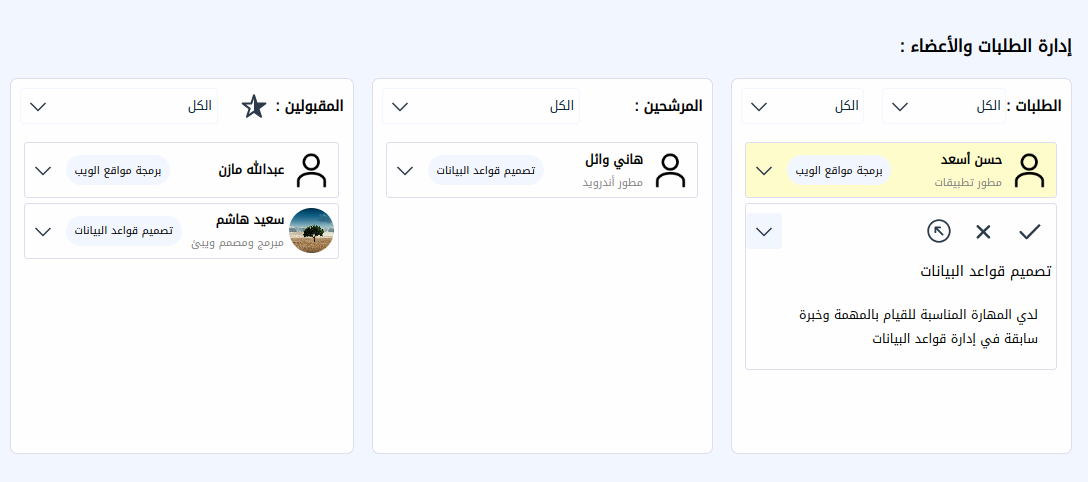 إدارة الطلبات والأعضاء :
الطلبات :
الكل
الكل
حسن أسعد
مطور تطبيقات
برمجة مواقع الويب
تصميم قواعد البيانات
لدي المهارة المناسبة للقيام بالمهمة وخبرة
سابقة في إدارة قواعد البيانات
المرشحين :
الكل
هاني وائل
مطور أندرويد
تصميم قواعد البيانات
المقبولين :
الكل
عبدالله مازن
برمجة مواقع الويب
سعيد هاشم
مبرمج ومصمم ويبئ
تصميم قواعد البيانات